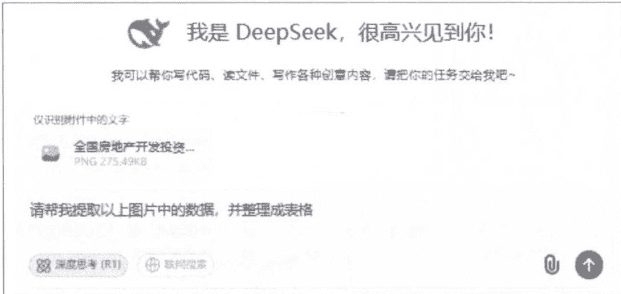 我是 DeepSeek，很高兴见到你！
我可以帮你写代码、读文件、写作各种创意内容，请把你的任务交给我吧~
仅识别附件中的文字
全国房地产开发投资...
PNG 275.49KB
请帮我提取以上图片中的数据，并整理成表格
深度思考 (R1) 联网搜索